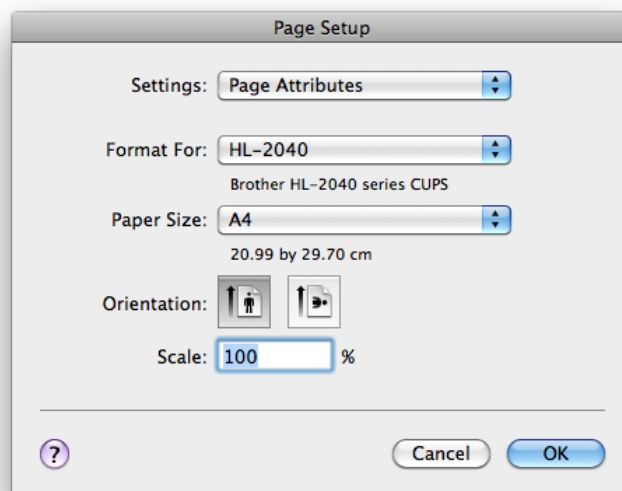 Page Setup
Settings: Page Attributes
Format For: HL-2040
Brother HL-2040 series CUPS
Paper Size: A4
20.99 by 29.70 cm
Orientation:
Scale: 100 %
? Cancel OK